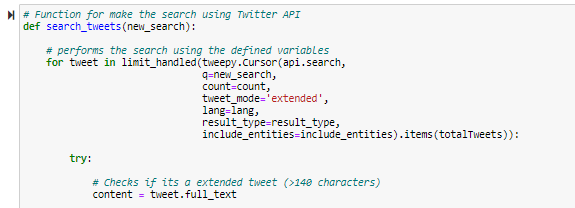 # Function for make the search using Twitter API
def search_tweets(new_search):
# performs the search using the defined variables
for tweet in limit_handled(tweepy.Cursor(api.search,
q=new_search,
count=count,
tweet_mode='extended',
lang=lang,
result_type=result_type,
include_entities=include_entities).items(totalTweets)):
try:
# Checks if its a extended tweet (>140 characters)
content = tweet.full_text